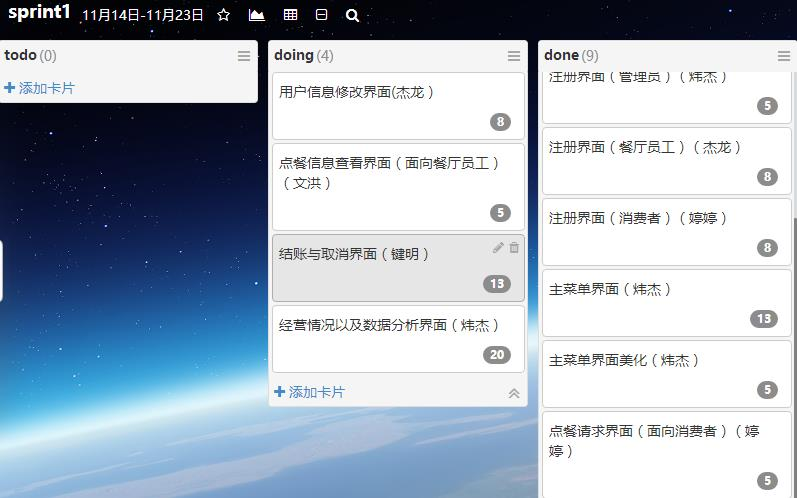 sprint1 11月14日-11月23日
todo (0)
添加卡片
doing (4)
用户信息修改界面(杰龙）
8
点餐信息查看界面（面向餐厅员工）
（文洪）
5
结账与取消界面（键明）
13
经营情况以及数据分析界面（炜杰）
20
添加卡片
done (9)
注册界面（管理员）（炜杰）
5
注册界面（餐厅员工）（杰龙）
8
注册界面（消费者）（婷婷）
8
主菜单界面（炜杰）
13
主菜单界面美化（炜杰）
5
点餐请求界面（面向消费者）（婷
婷）
5